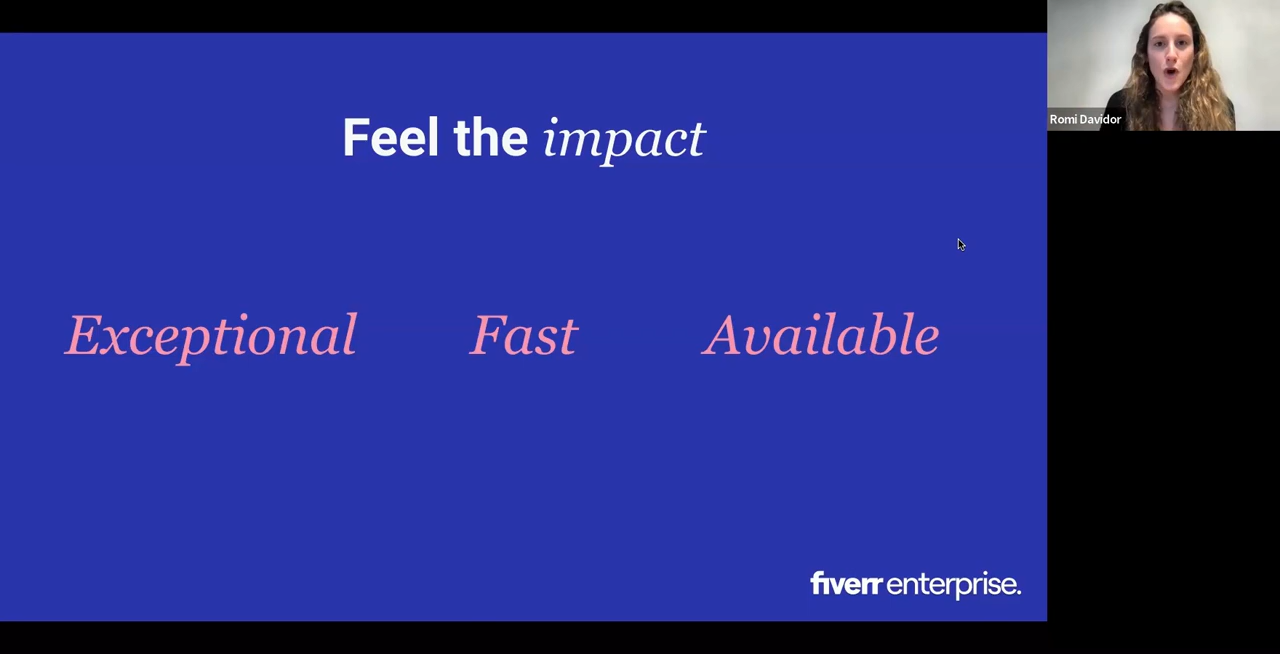 Feel the impact
Exceptional Fast Available
fiverr enterprise.
Romi Davidor